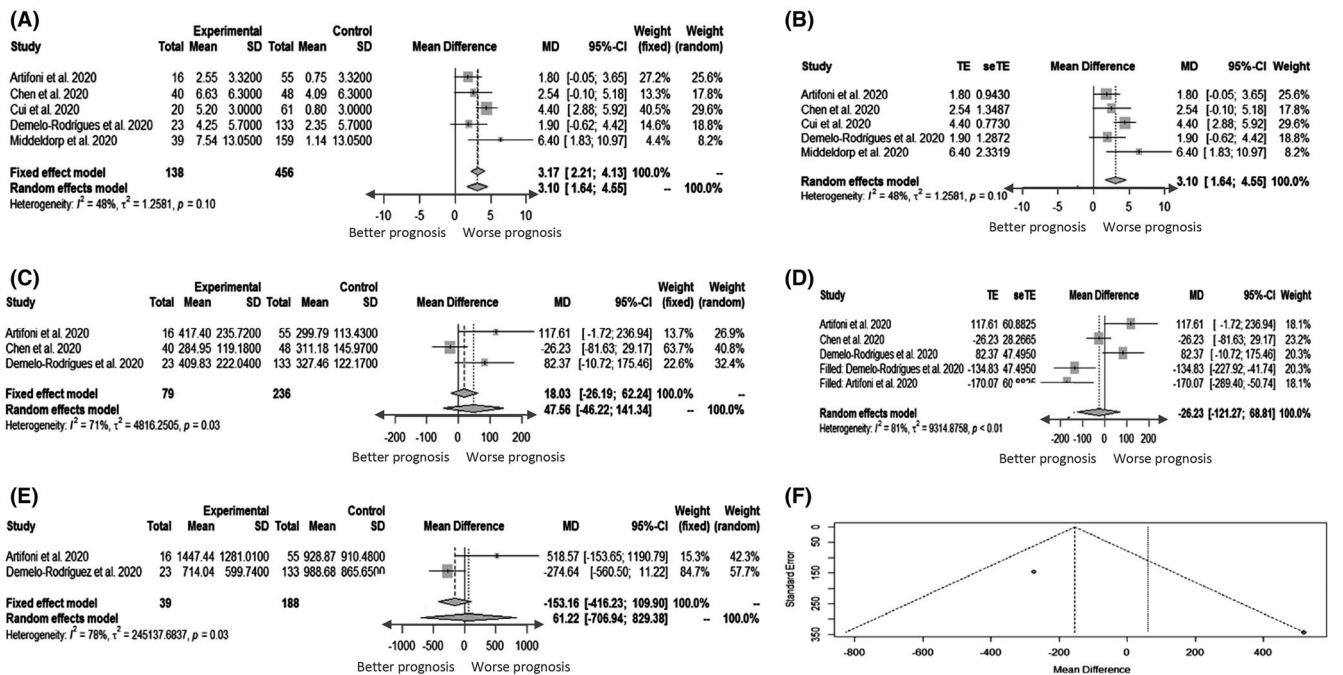 (A)
Experimental Control Weight Weight
Study Total Mean SD Total Mean SD Mean Difference MD 95%-CI (fixed) (random)
Artifoni et al. 2020 16 2.55 3.3200 55 0.75 3.3200 1.80 [-0.05; 3.65] 27.2% 25.6%
Chen et al. 2020 40 6.63 6.3000 48 4.09 6.3000 2.54 [-0.10; 5.18] 13.3% 17.8%
Cui et al. 2020 20 5.20 3.0000 61 0.80 3.0000 4.40 [2.88; 5.92] 40.5% 29.6%
Demelo-Rodrígues et al. 2020 23 4.25 5.7000 133 2.35 5.7000 1.90 [-0.62; 4.42] 14.6% 18.8%
Middeldorp et al. 2020 39 7.54 13.0500 159 1.14 13.0500 6.40 [1.83; 10.97] 4.4% 8.2%
Fixed effect model 138 456 3.17 [2.21; 4.13] 100.0% --
Random effects model 3.10 [1.64; 4.55] -- 100.0%
Heterogeneity: I² = 48%, τ² = 1.2581, p = 0.10
-10 -5 0 5 10
Better prognosis Worse prognosis
(B)
Study TE seTE Mean Difference MD 95%-CI Weight
Artifoni et al. 2020 1.80 0.9430 1.80 [-0.05; 3.65] 25.6%
Chen et al. 2020 2.54 1.3487 2.54 [-0.10; 5.18] 17.8%
Cui et al. 2020 4.40 0.7730 4.40 [2.88; 5.92] 29.6%
Demelo-Rodrígues et al. 2020 1.90 1.2872 1.90 [-0.62; 4.42] 18.8%
Middeldorp et al. 2020 6.40 2.3319 6.40 [1.83; 10.97] 8.2%
Random effects model 3.10 [1.64; 4.55] 100.0%
Heterogeneity: I² = 48%, τ² = 1.2581, p = 0.10
-10 -5 0 5 10
Better prognosis Worse prognosis
(C)
Experimental Control Weight Weight
Study Total Mean SD Total Mean SD Mean Difference MD 95%-CI (fixed) (random)
Artifoni et al. 2020 16 417.40 235.7200 55 299.79 113.4300 117.61 [-1.72; 236.94] 13.7% 26.9%
Chen et al. 2020 40 284.95 119.1800 48 311.18 145.9700 -26.23 [-81.63; 29.17] 63.7% 40.8%
Demelo-Rodrígues et al. 2020 23 409.83 222.0400 133 327.46 122.1700 82.37 [-10.72; 175.46] 22.6% 32.4%
Fixed effect model 79 236 18.03 [-26.19; 62.24] 100.0% --
Random effects model 47.56 [-46.22; 141.34] -- 100.0%
Heterogeneity: I² = 71%, τ² = 4816.2505, p = 0.03
-200 -100 0 100 200
Better prognosis Worse prognosis
(D)
Study TE seTE Mean Difference MD 95%-CI Weight
Artifoni et al. 2020 117.61 60.8825 117.61 [ -1.72; 236.94] 18.1%
Chen et al. 2020 -26.23 28.2665 -26.23 [ -81.63; 29.17] 23.2%
Demelo-Rodrigues et al. 2020 82.37 47.4950 82.37 [ -10.72; 175.46] 20.3%
Filled: Demelo-Rodrigues et al. 2020 -134.83 47.4950 -134.83 [-227.92; -41.74] 20.3%
Filled: Artifoni et al. 2020 -170.07 60.8825 -170.07 [-289.40; -50.74] 18.1%
Random effects model -26.23 [-121.27; 68.81] 100.0%
Heterogeneity: I² = 81%, τ² = 9314.8758, p < 0.01
-200 -100 0 100 200
Better prognosis Worse prognosis
(E)
Experimental Control Weight Weight
Study Total Mean SD Total Mean SD Mean Difference MD 95%-CI (fixed) (random)
Artifoni et al. 2020 16 1447.44 1281.0100 55 928.87 910.4800 518.57 [-153.65; 1190.79] 15.3% 42.3%
Demelo-Rodríguez et al. 2020 23 714.04 599.7400 133 988.68 865.6500 -274.64 [-560.50; 11.22] 84.7% 57.7%
Fixed effect model 39 188 -153.16 [-416.23; 109.90] 100.0% --
Random effects model 61.22 [-706.94; 829.38] -- 100.0%
Heterogeneity: I² = 78%, τ² = 245137.6837, p = 0.03
-1000 -500 0 500 1000
Better prognosis Worse prognosis
(F)
Standard Error
0
50
150
250
350
-800 -600 -400 -200 0 200 400
Mean Difference